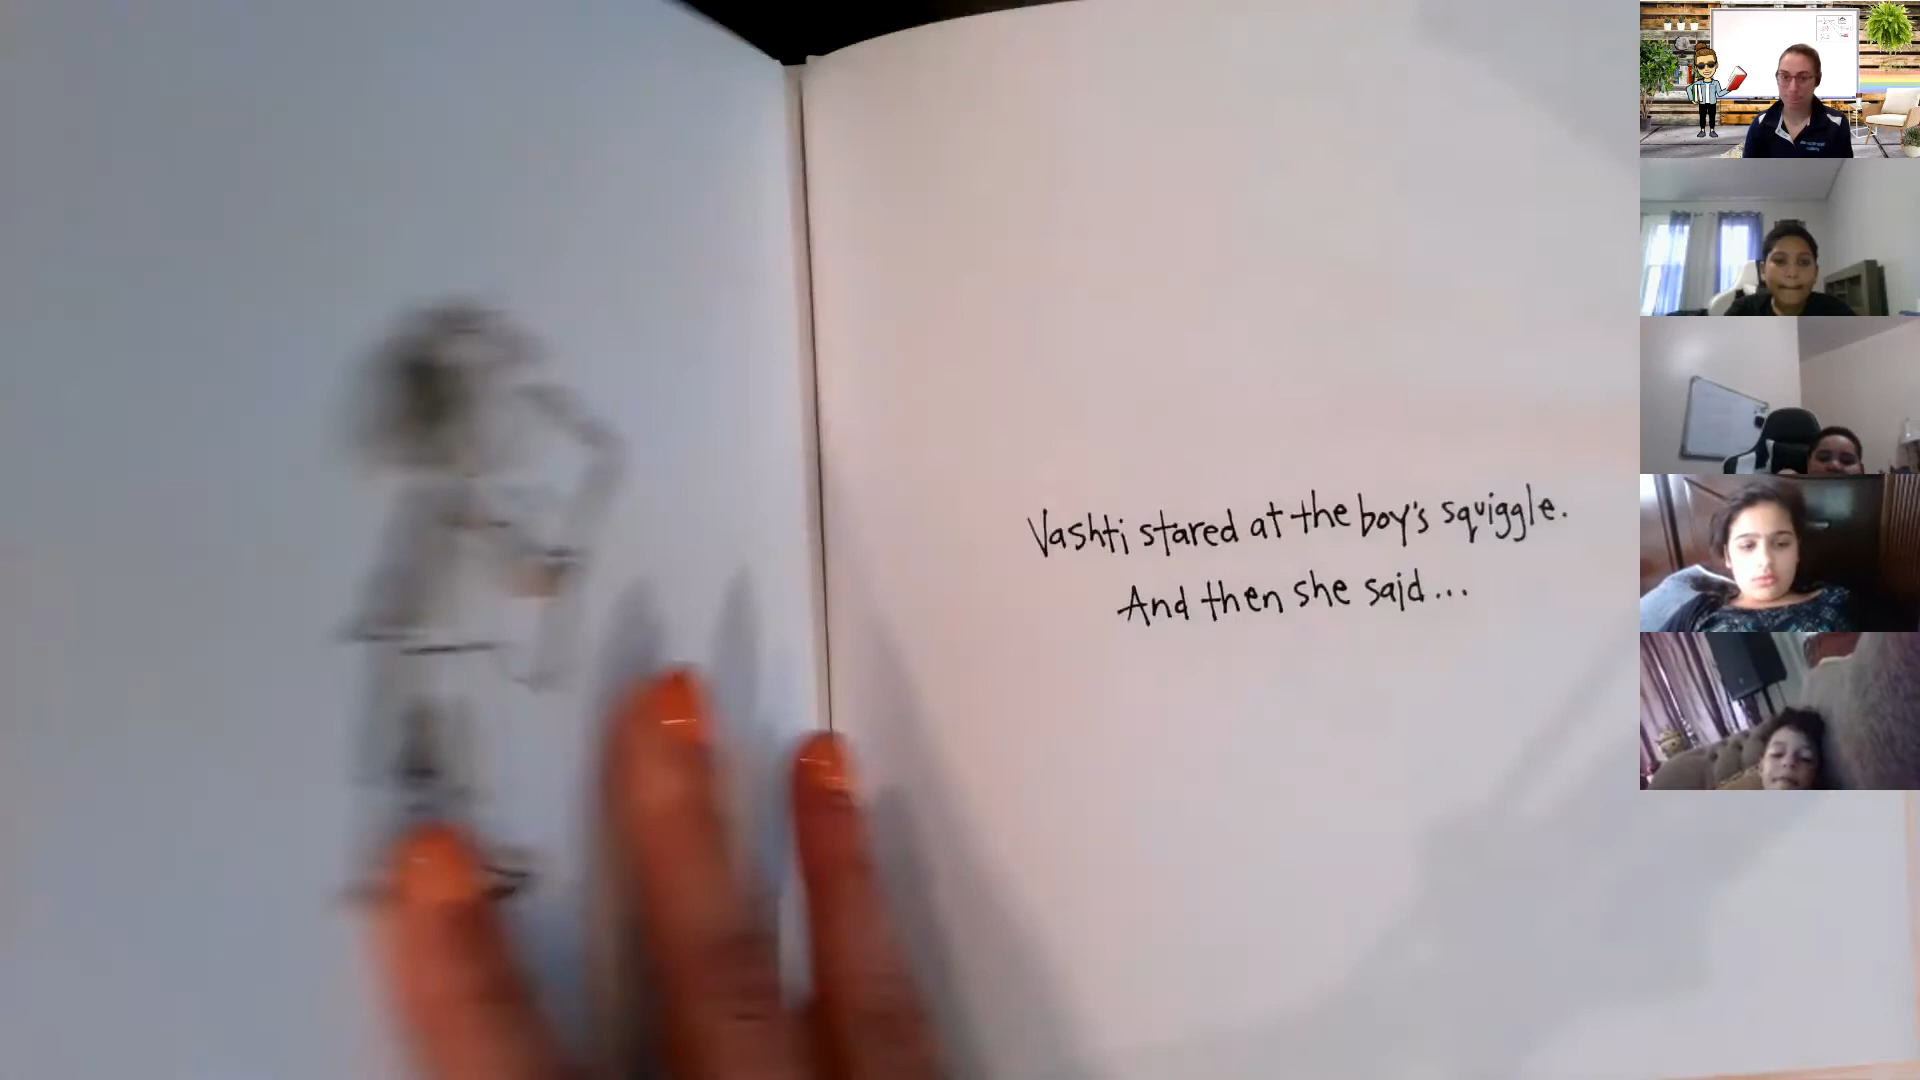 Vashti stared at the boy's squiggle.
And then she said...